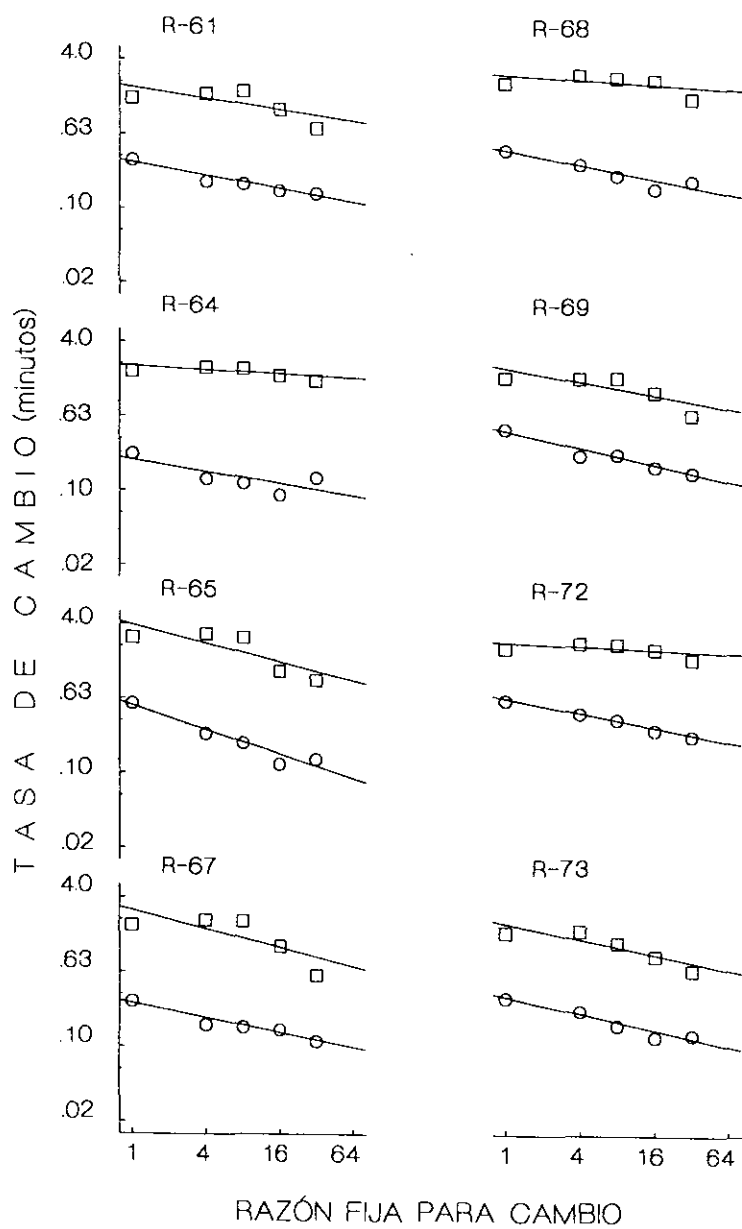 R-61
R-68
4.0
.63
.10
.02
R-64
R-69
4.0
.63
.10
.02
R-65
R-72
4.0
.63
.10
.02
R-67
R-73
4.0
.63
.10
.02
1 4 16 64
1 4 16 64
TASA DE CAMBIO (minutos)
RAZÓN FIJA PARA CAMBIO